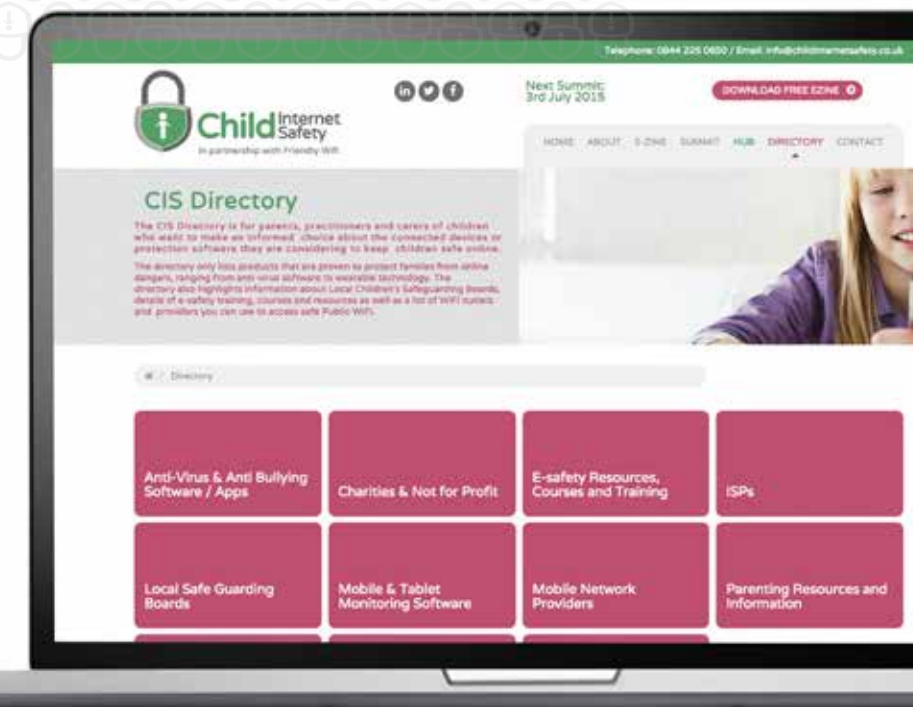 Telephone: 0844 225 0650 / Email: info@childinternetsafety.co.uk
Child Internet
Safety
In partnership with Friendly WiFi
Next Summit:
3rd July 2015
DOWNLOAD FREE EZINE
HOME ABOUT E-ZINE SUMMIT HUB DIRECTORY CONTACT
CIS Directory
The CIS Directory is for parents, practitioners and carers of children
who want to make an informed choice about the connected devices or
protection software they are considering to keep children safe online.
The directory only lists products that are proven to protect families from online
dangers, ranging from anti-virus software to wearable technology. The
directory also highlights information about Local Children's Safeguarding Boards,
details of e-safety training, courses and resources as well as a list of WiFi
and providers you can use to access safe Public WiFi.
/ Directory
Anti-Virus & Anti Bullying
Software / Apps
Charities & Not for Profit
E-safety Resources,
Courses and Training
ISPs
Local Safe Guarding
Boards
Mobile & Tablet
Monitoring Software
Mobile Network
Providers
Parenting Resources and
Information